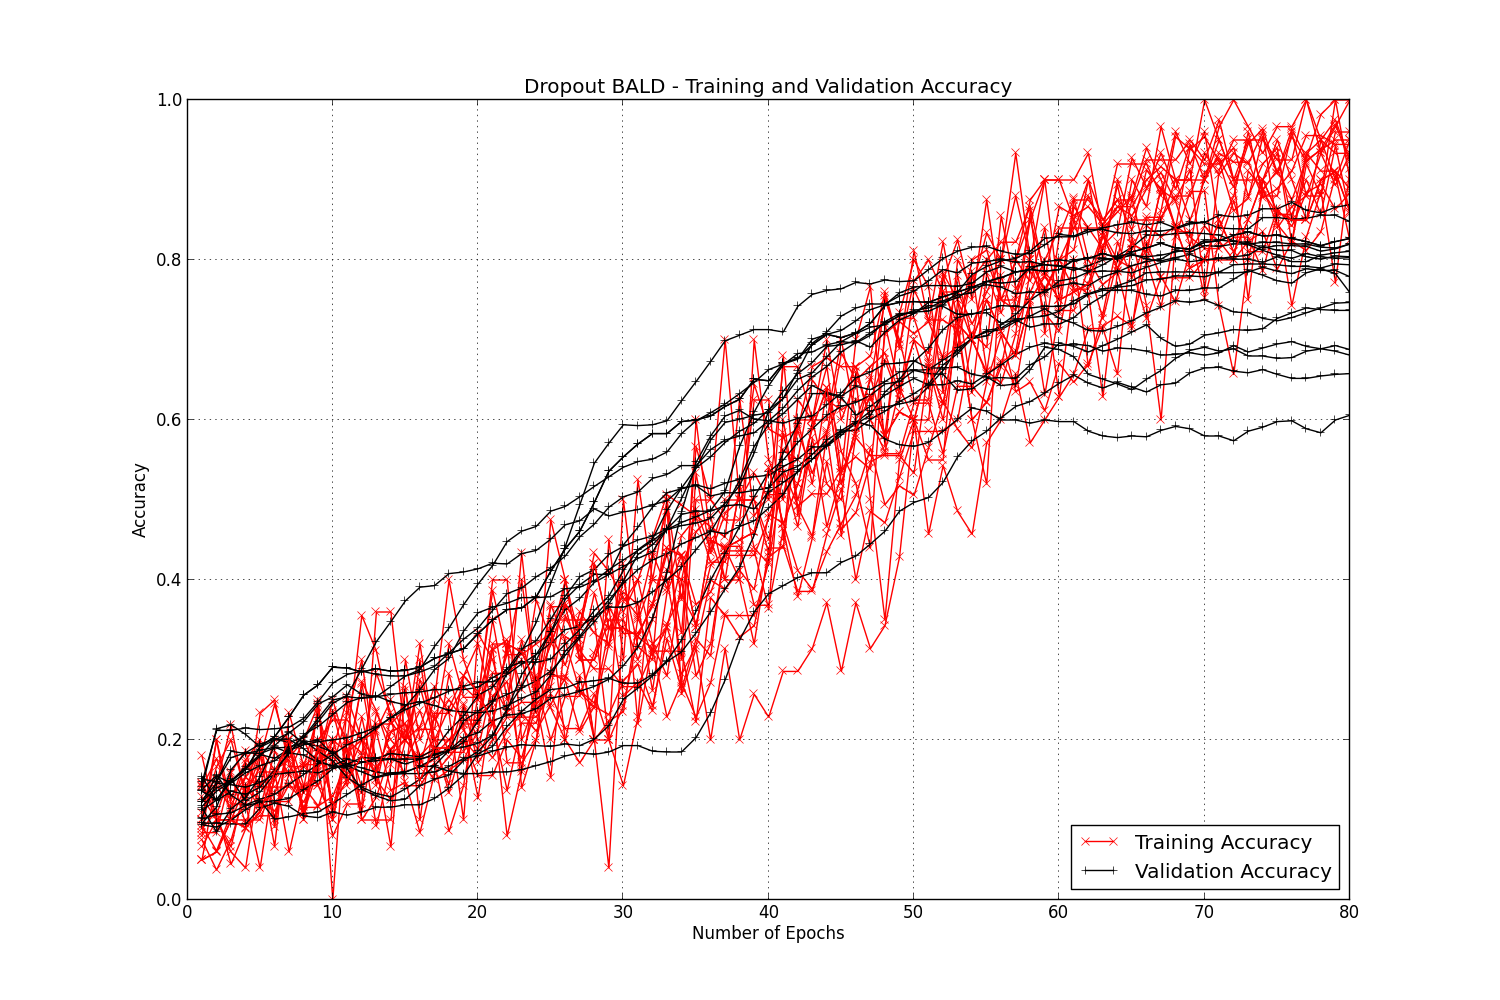 Dropout BALD - Training and Validation Accuracy
1.0
0.8
0.6
0.4
0.2
0.0
Accuracy
0 10 20 30 40 50 60 70 80
Number of Epochs
Training Accuracy
Validation Accuracy